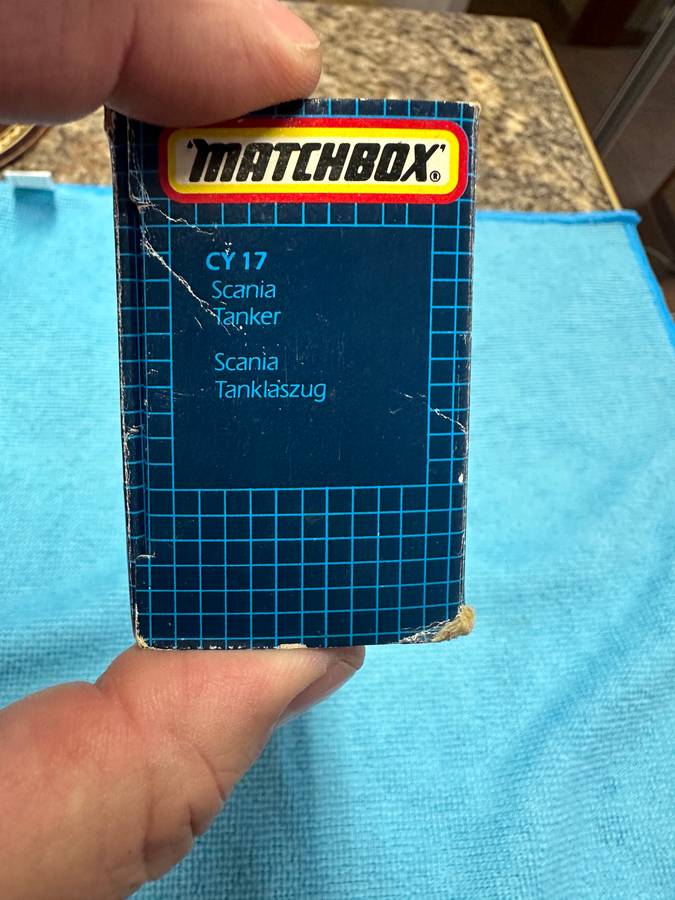 'MATCHBOX'®
CY 17
Scania
Tanker
Scania
Tanklaszug